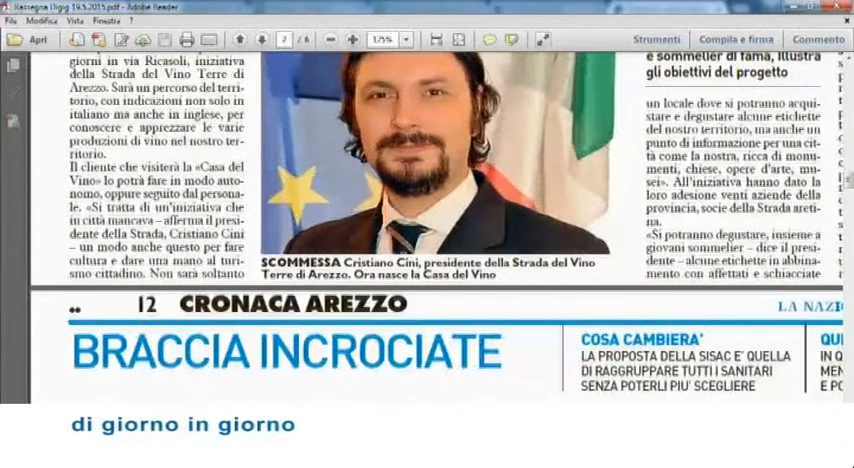 Rassegna Digig 19.5.2015.pdf - Adobe Reader
File Modifica Vista Finestra ?
Apri 2 / 6 125% Strumenti Compila e firma Commento
giorni in via Ricasoli, iniziativa
della Strada del Vino Terre di
Arezzo. Sarà un percorso del terri-
torio, con indicazioni non solo in
italiano ma anche in inglese, per
conoscere e apprezzare le varie
produzioni di vino nel nostro ter-
ritorio.
Il cliente che visiterà la «Casa del
Vino» lo potrà fare in modo auto-
nomo, oppure seguito dal persona-
le. «Si tratta di un'iniziativa che
in città mancava – afferma il presi-
dente della Strada, Cristiano Cini
– un modo anche questo per fare
cultura e dare una mano al turi-
smo cittadino. Non sarà soltanto
SCOMMESSA Cristiano Cini, presidente della Strada del Vino
Terre di Arezzo. Ora nasce la Casa del Vino
e sommelier di fama, illustra
gli obiettivi del progetto
un locale dove si potranno acqui-
stare e degustare alcune etichette
del nostro territorio, ma anche un
punto di informazione per una cit-
tà come la nostra, ricca di monu-
menti, chiese, opere d'arte, mu-
sei». All'iniziativa hanno dato la
loro adesione venti aziende della
provincia, socie della Strada areti-
na.
«Si potranno degustare, insieme a
giovani sommelier – dice il presi-
dente – alcune etichette in abbina-
mento con affettati e schiacciate
.. 12 CRONACA AREZZO LA NAZI
BRACCIA INCROCIATE
COSA CAMBIERA'
LA PROPOSTA DELLA SISAC E' QUELLA
DI RAGGRUPPARE TUTTI I SANITARI
SENZA POTERLI PIU' SCEGLIERE
QUI
IN Q
MEN
E PO
di giorno in giorno